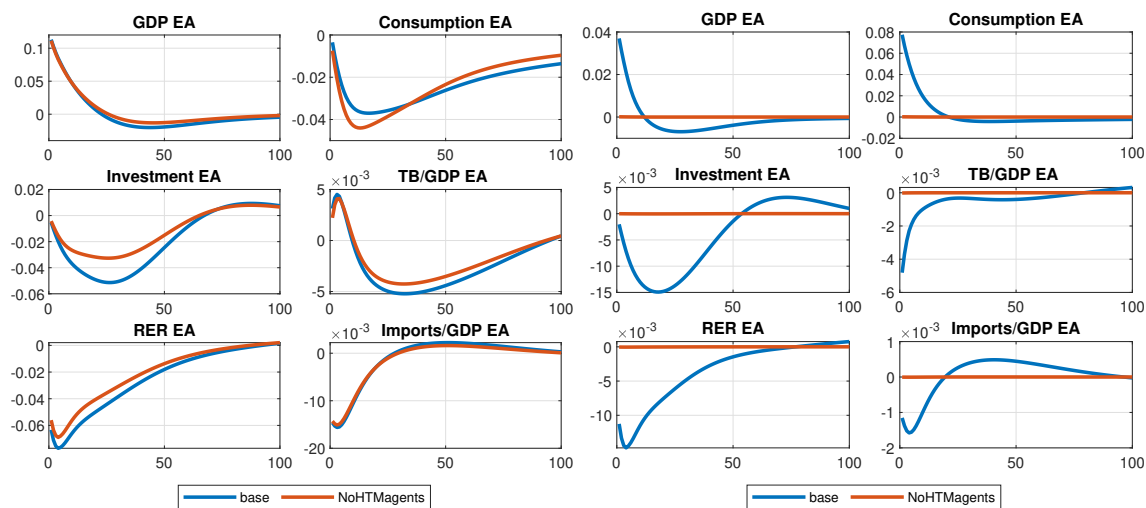 GDP EA
0.1
0.05
0
0 50 100
Consumption EA
0
-0.02
-0.04
0 50 100
GDP EA
0.04
0.02
0
0 50 100
Consumption EA
0.08
0.06
0.04
0.02
0
-0.02
0 50 100
Investment EA
0.02
0
-0.02
-0.04
-0.06
0 50 100
TB/GDP EA
×10⁻³
5
0
-5
0 50 100
Investment EA
×10⁻³
5
0
-5
-10
-15
0 50 100
TB/GDP EA
×10⁻³
0
-2
-4
-6
0 50 100
RER EA
0
-0.02
-0.04
-0.06
0 50 100
Imports/GDP EA
×10⁻³
0
-10
-20
0 50 100
RER EA
×10⁻³
0
-5
-10
0 50 100
Imports/GDP EA
×10⁻³
1
0
-1
-2
0 50 100
base NoHTMagents
base NoHTMagents